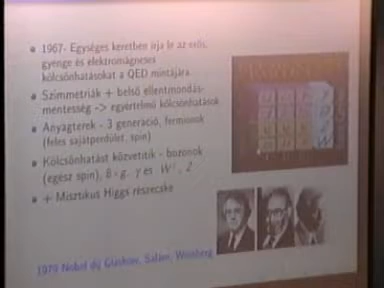 1967- Egységes keretben írja le az erős,
gyenge és elektromágneses
kölcsönhatásokat a QED mintájára
Szimmetriák + belső ellentmondás-
mentesség -> egyértelmű kölcsönhatások
Anyagterek - 3 generáció, fermionok
(feles sajátperdület, spin)
Kölcsönhatást közvetítik - bozonok
(egész spin), 8 - g, γ és W
+ Misztikus Higgs részecske
1979 Nobel díj Glashow, Salam, Weinberg